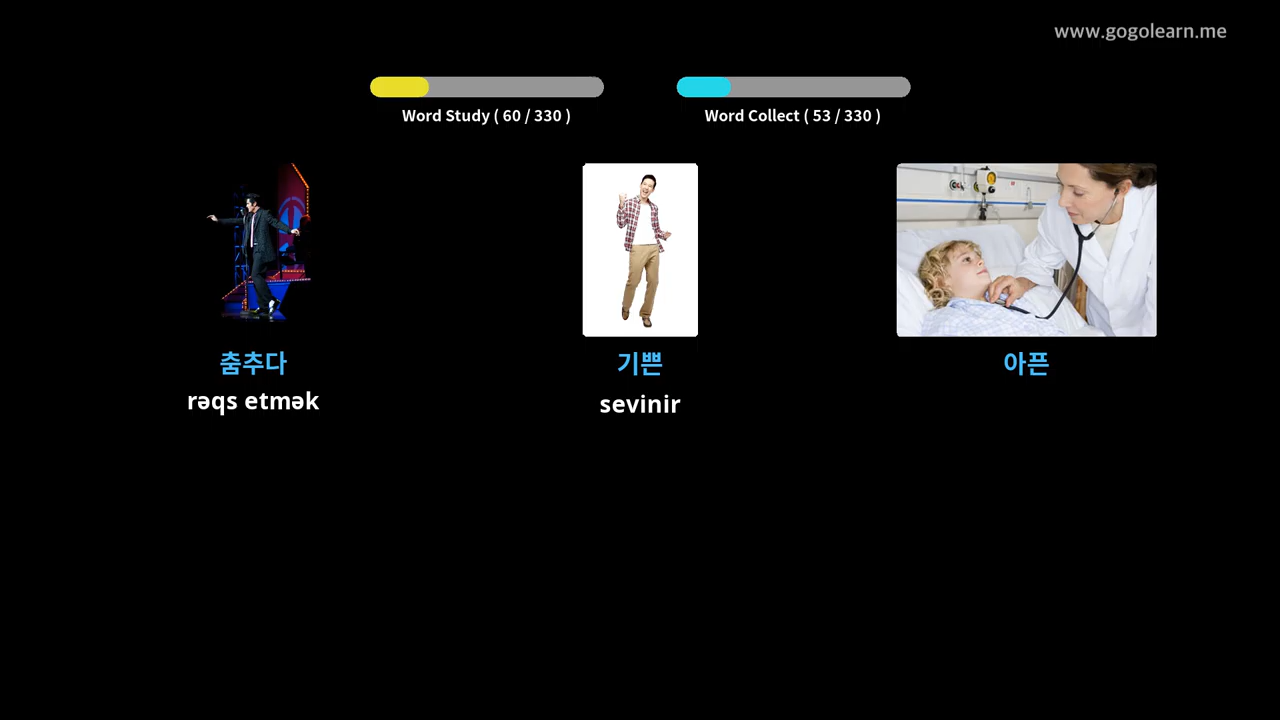 www.gogolearn.me
Word Study ( 60 / 330 )
Word Collect ( 53 / 330 )
춤추다
기쁜
아픈
rəqs etmək
sevinir